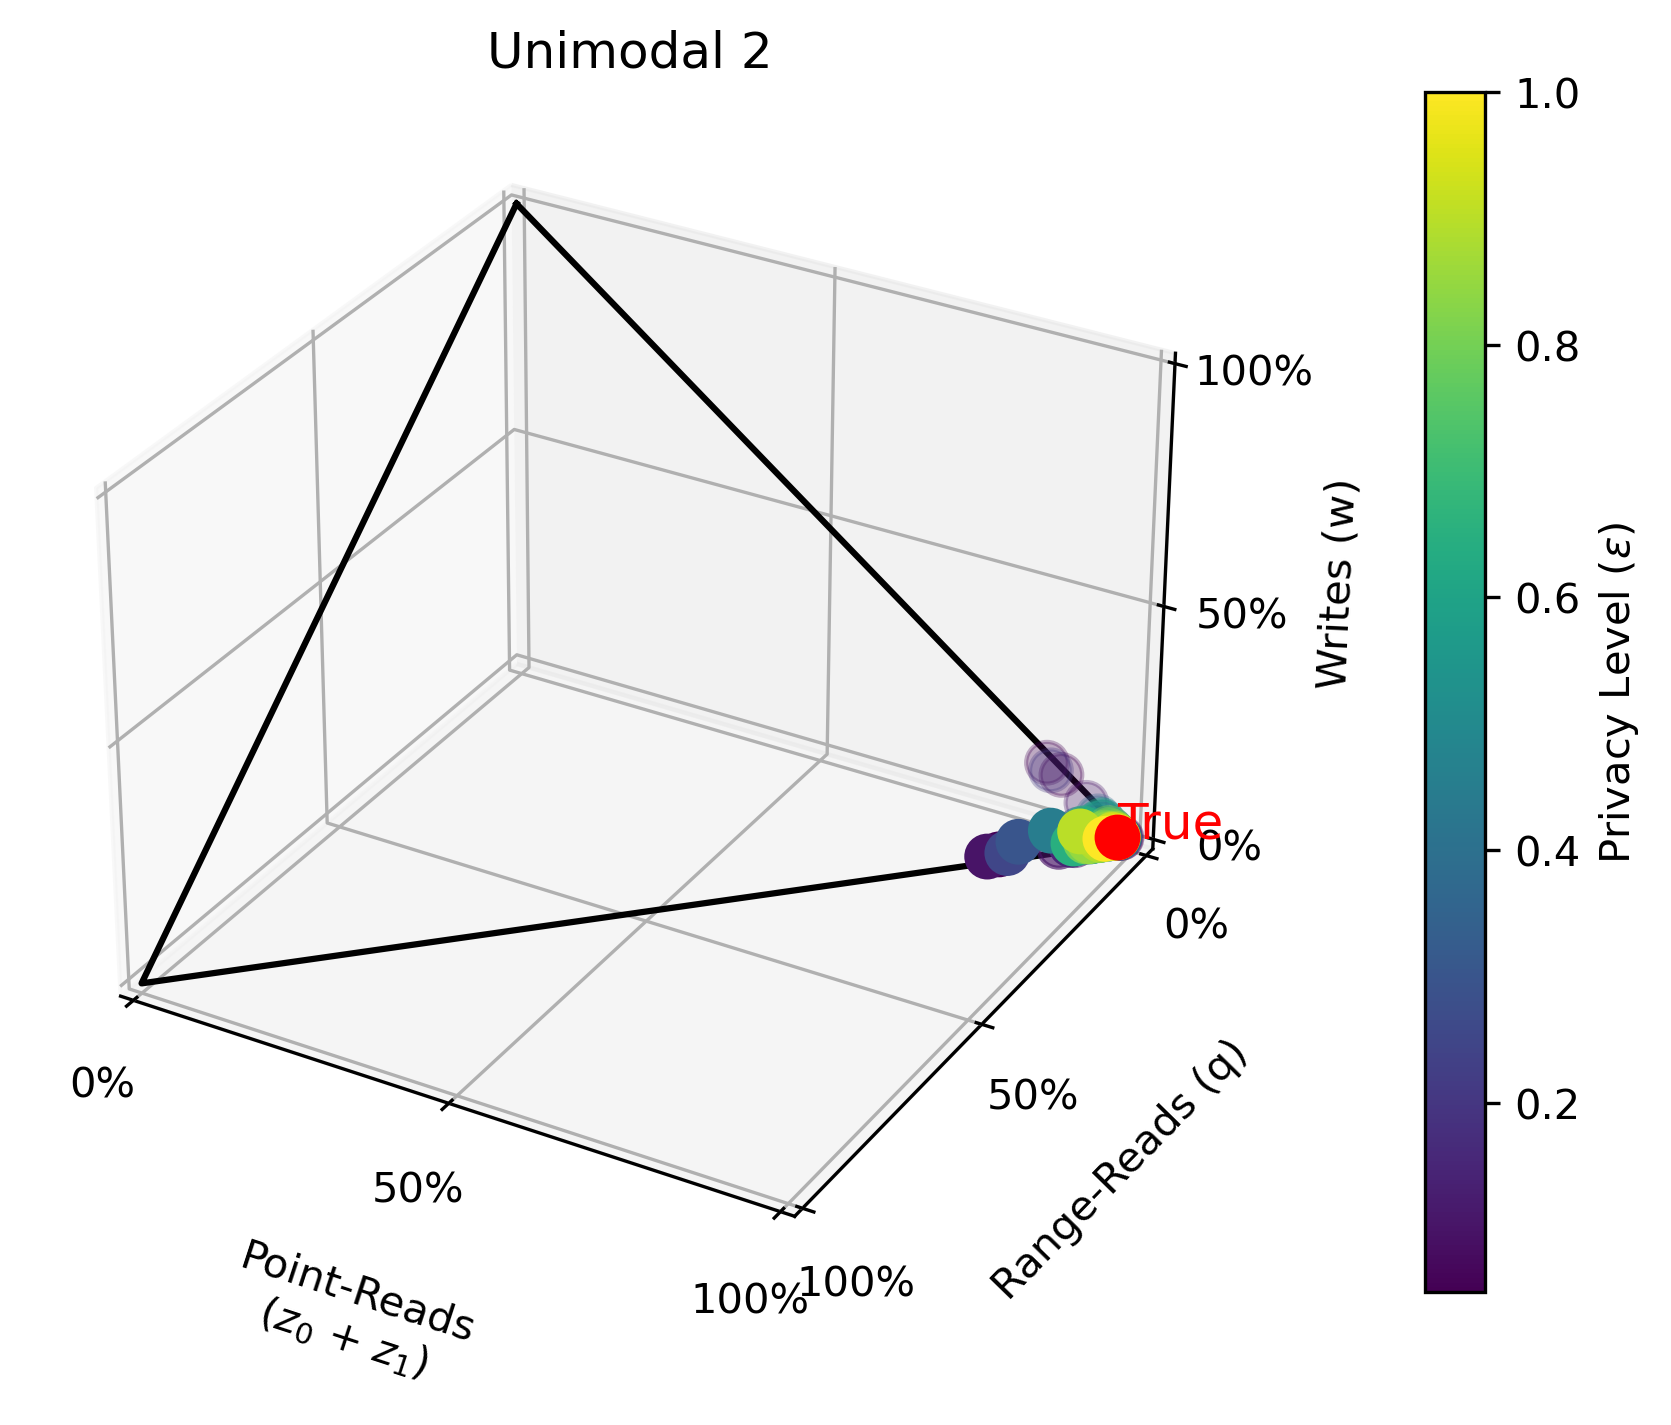 Unimodal 2
1.0
0.8
0.6
0.4
0.2
Privacy Level (ε)
100%
50%
0%
Writes (w)
True
0%
50%
100%
Range-Reads (q)
0%
50%
100%
Point-Reads
(z₀ + z₁)